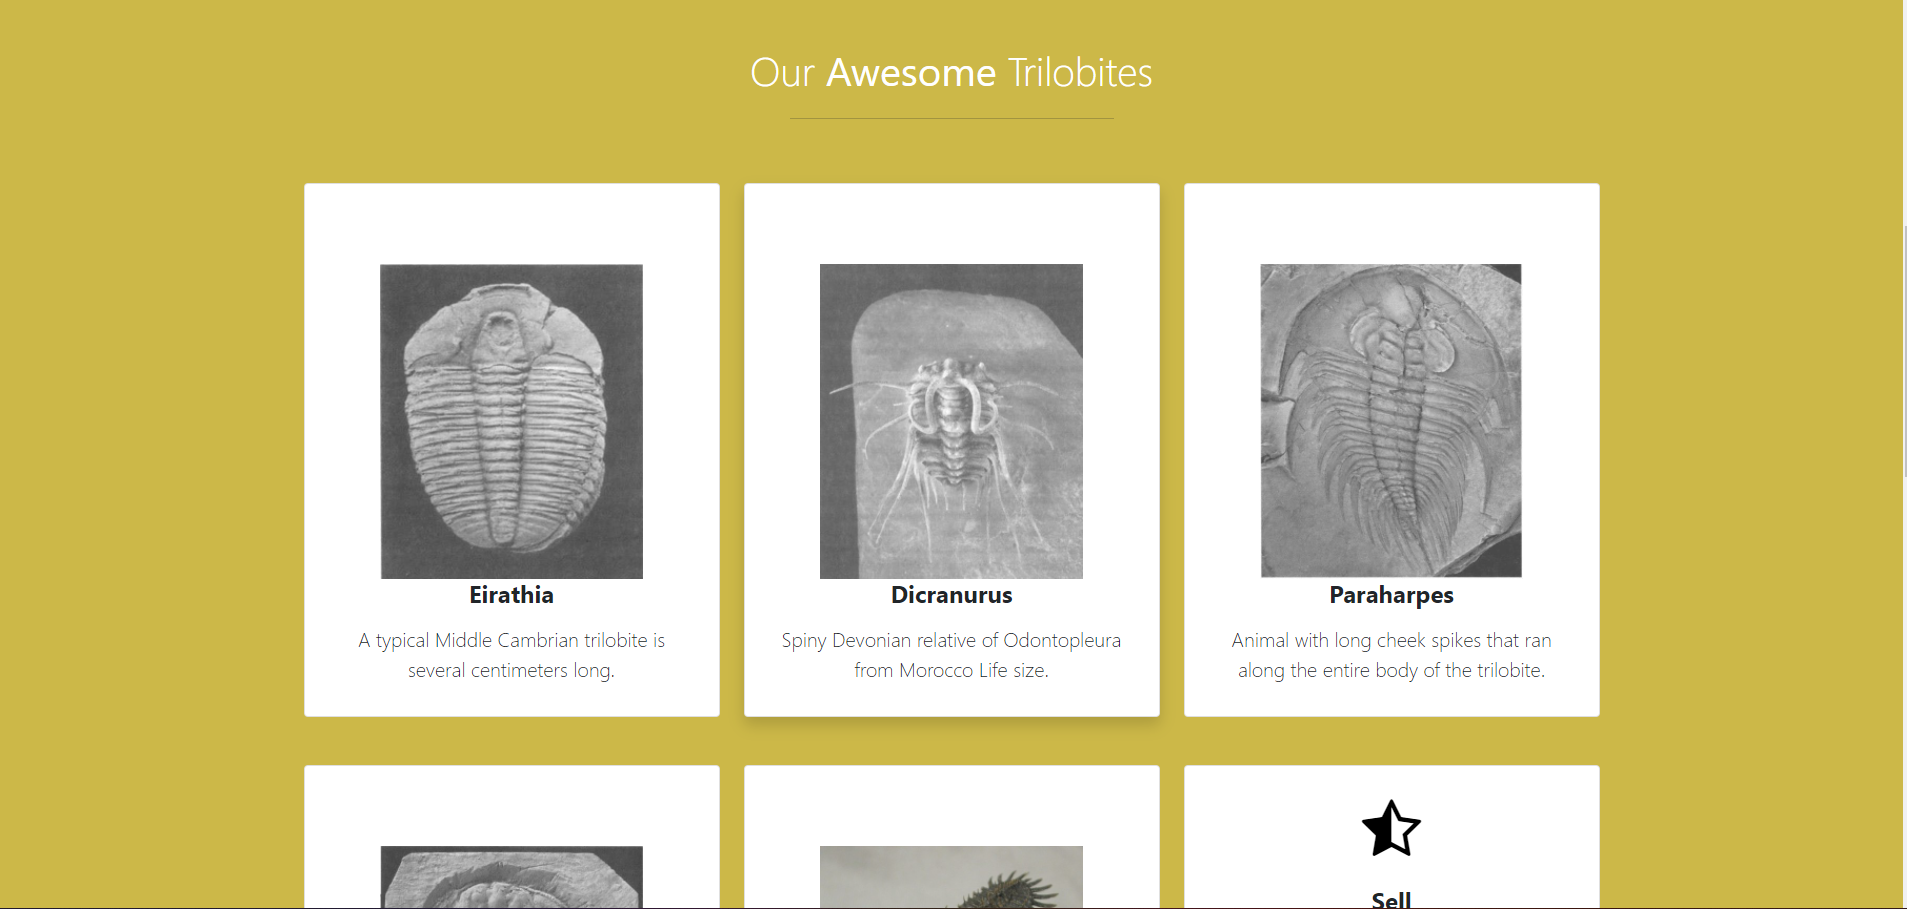 Our Awesome Trilobites
Eirathia
A typical Middle Cambrian trilobite is
several centimeters long.
Dicranurus
Spiny Devonian relative of Odontopleura
from Morocco Life size.
Paraharpes
Animal with long cheek spikes that ran
along the entire body of the trilobite.
Sell